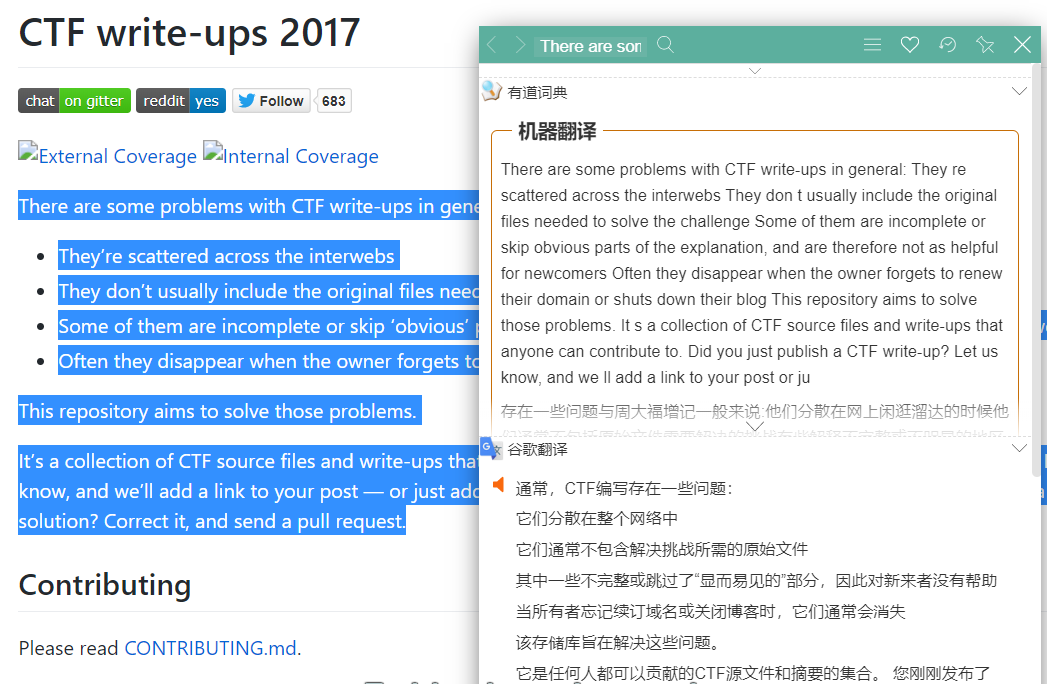 CTF write-ups 2017
chat on gitter reddit yes Follow 683
External Coverage Internal Coverage
There are some problems with CTF write-ups in gene
They’re scattered across the interwebs
They don’t usually include the original files
Some of them are incomplete or skip ‘obvious’
Often they disappear when the owner forgets to
This repository aims to solve those problems.
It’s a collection of CTF source files and write-ups that
know, and we’ll add a link to your post — or just add
solution? Correct it, and send a pull request.
Contributing
Please read CONTRIBUTING.md.
There are son
有道词典
机器翻译
There are some problems with CTF write-ups in general: They re
scattered across the interwebs They don t usually include the original
files needed to solve the challenge Some of them are incomplete or
skip obvious parts of the explanation, and are therefore not as helpful
for newcomers Often they disappear when the owner forgets to renew
their domain or shuts down their blog This repository aims to solve
those problems. It s a collection of CTF source files and write-ups that
anyone can contribute to. Did you just publish a CTF write-up? Let us
know, and we ll add a link to your post or ju
存在一些问题与周大福增记一般来说:他们分散在网上闲逛溜达的时候他
谷歌翻译
通常，CTF编写存在一些问题：
它们分散在整个网络中
它们通常不包含解决挑战所需的原始文件
其中一些不完整或跳过了“显而易见的”部分，因此对新来者没有帮助
当所有者忘记续订域名或关闭博客时，它们通常会消失
该存储库旨在解决这些问题。
它是任何人都可以贡献的CTF源文件和摘要的集合。 您刚刚发布了